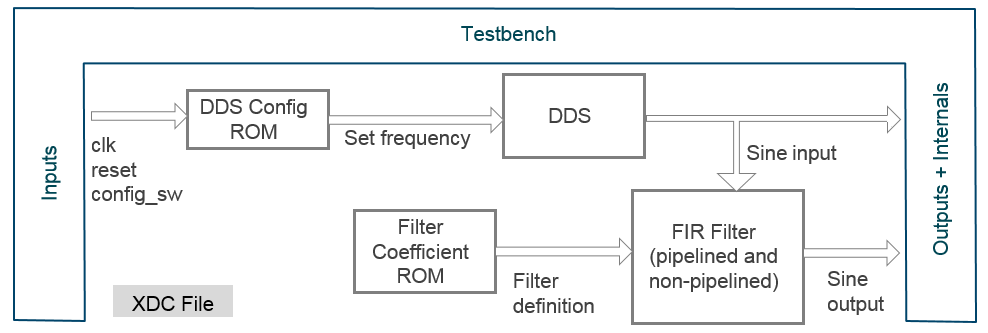 Testbench
Inputs
clk
reset
config_sw
DDS Config
ROM
Set frequency
DDS
Sine input
Filter
Coefficient
ROM
Filter
definition
FIR Filter
(pipelined and
non-pipelined)
Sine
output
Outputs + Internals
XDC File